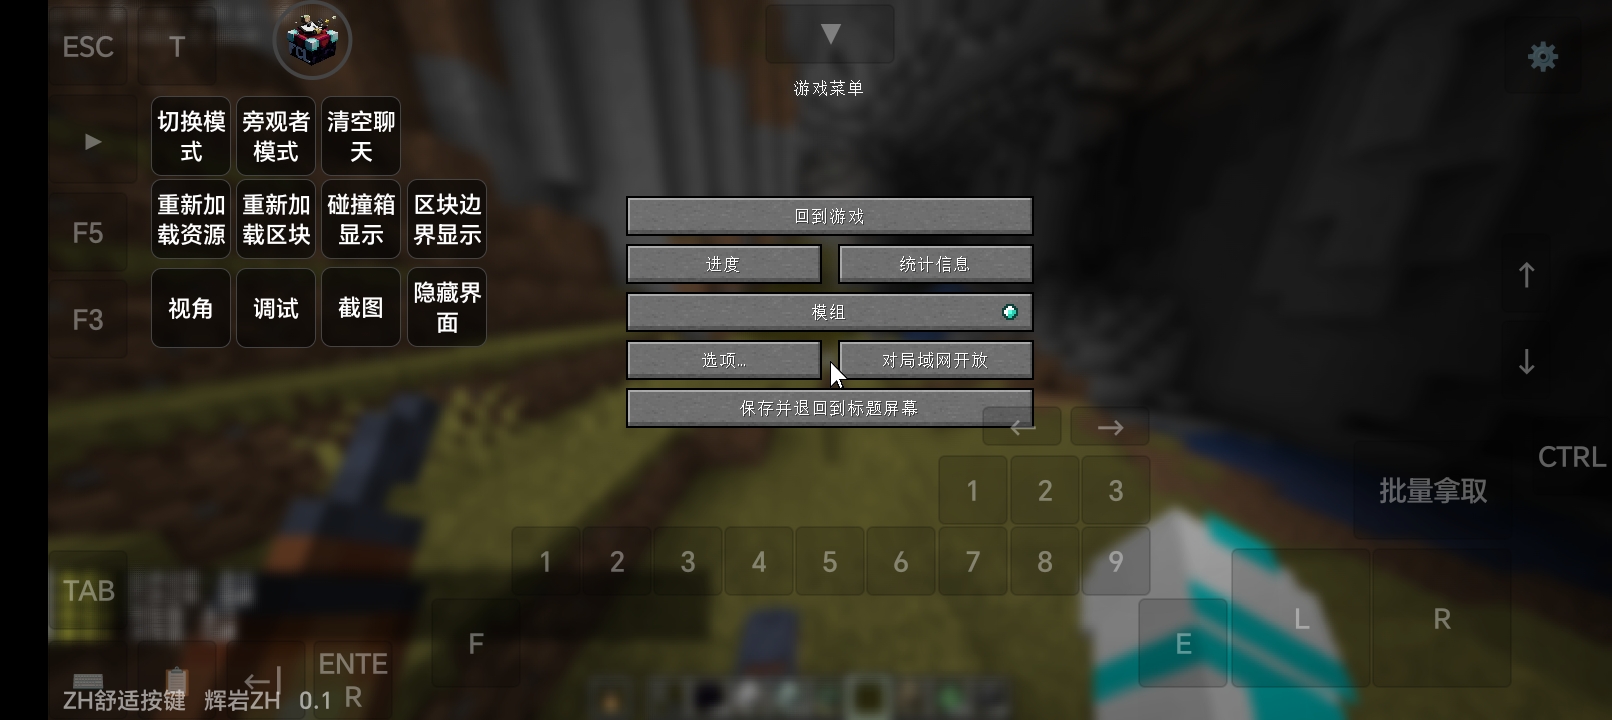 ESC
T
游戏菜单
切换模
式
旁观者
模式
清空聊
天
重新加
载资源
重新加
载区块
碰撞箱
显示
区块边
界显示
F5
F3
视角
调试
截图
隐藏界
面
回到游戏
进度
统计信息
模组
选项...
对局域网开放
保存并退回到标题屏幕
↑
↓
←
→
CTRL
批量拿取
1 2 3
1 2 3 4 5 6 7 8 9
TAB
F
E
L
R
ENTE
R
ZH舒适按键 辉岩ZH 0.1